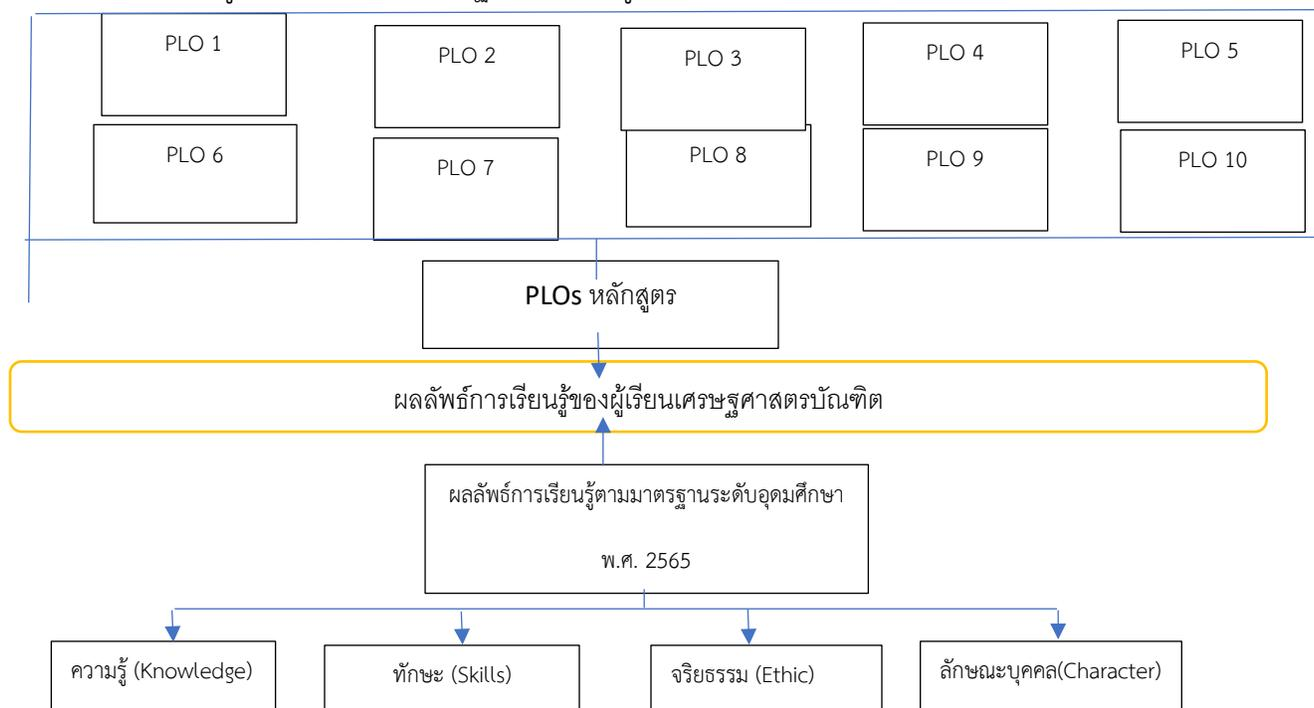 PLO 1
PLO 2
PLO 3
PLO 4
PLO 5
PLO 6
PLO 7
PLO 8
PLO 9
PLO 10
PLOs หลักสูตร
ผลลัพธ์การเรียนรู้ของผู้เรียนเศรษฐศาสตรบัณฑิต
ผลลัพธ์การเรียนรู้ตามมาตรฐานระดับอุดมศึกษา
พ.ศ. 2565
ความรู้ (Knowledge)
ทักษะ (Skills)
จริยธรรม (Ethic)
ลักษณะบุคคล(Character)